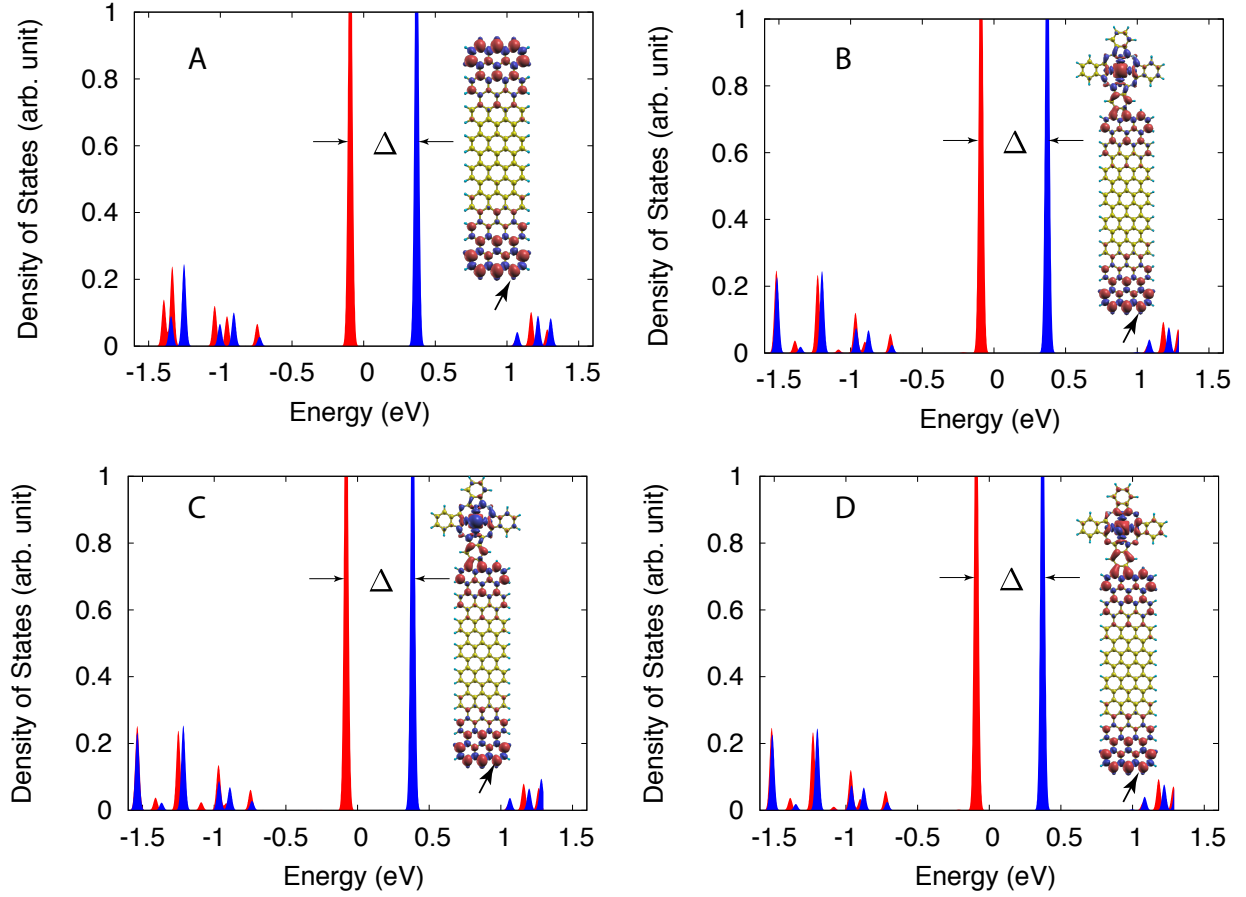 A
Density of States (arb. unit)
1
0.8
0.6
0.4
0.2
0
Δ
-1.5 -1 -0.5 0 0.5 1 1.5
Energy (eV)
B
Density of States (arb. unit)
1
0.8
0.6
0.4
0.2
0
Δ
-1.5 -1 -0.5 0 0.5 1 1.5
Energy (eV)
C
Density of States (arb. unit)
1
0.8
0.6
0.4
0.2
0
Δ
-1.5 -1 -0.5 0 0.5 1 1.5
Energy (eV)
D
Density of States (arb. unit)
1
0.8
0.6
0.4
0.2
0
Δ
-1.5 -1 -0.5 0 0.5 1 1.5
Energy (eV)